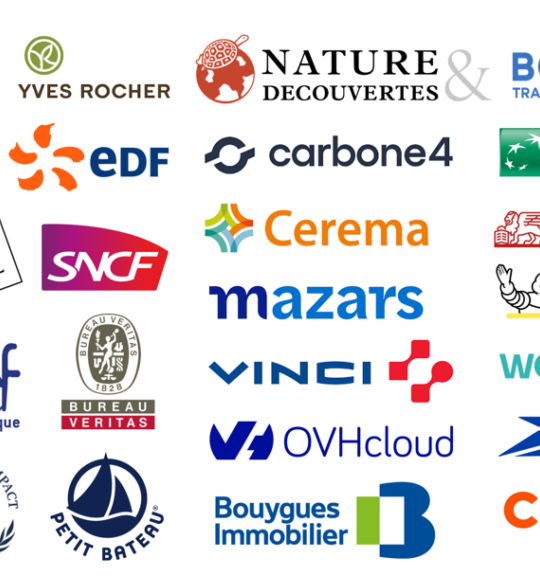 YVES ROCHER
NATURE &
DECOUVERTES
TRA
EDF
carbone4
Cerema
SNCF
mazars
BUREAU VERITAS
1828
BUREAU
VERITAS
VINCI
WO
que
OVHcloud
PACT
PETIT BATEAU®
Bouygues
Immobilier
B
C